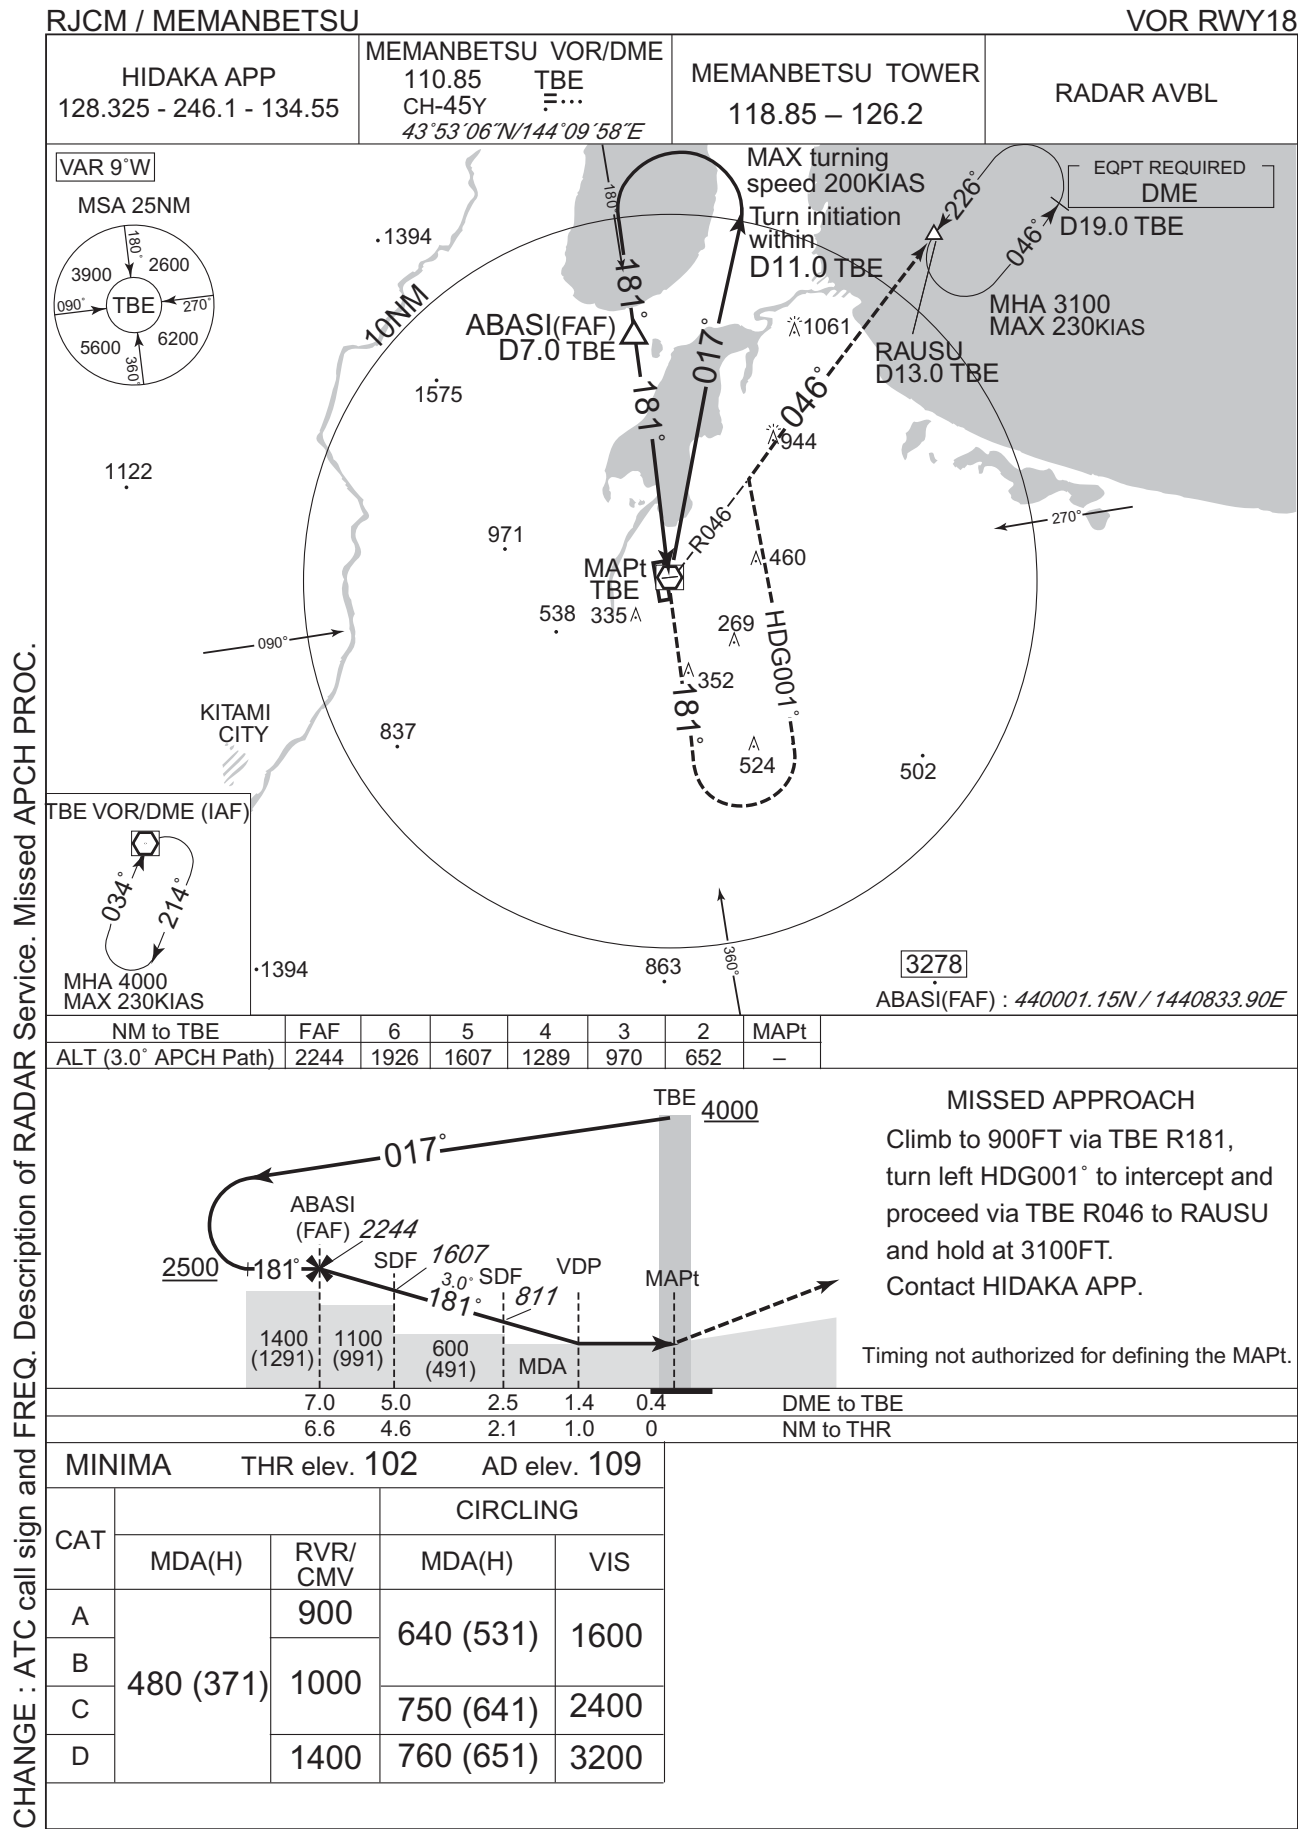 RJCM / MEMANBETSU
VOR RWY18
HIDAKA APP
128.325 - 246.1 - 134.55
MEMANBETSU VOR/DME
110.85 TBE
CH-45Y
43°53′06″N/144°09′58″E
MEMANBETSU TOWER
118.85 – 126.2
RADAR AVBL
VAR 9°W
MSA 25NM
180°
3900
2600
090°
TBE
270°
5600
6200
360°
1394
10NM
180°
181°
MAX turning
speed 200KIAS
Turn initiation
within
D11.0 TBE
226°
046°
EQPT REQUIRED
DME
D19.0 TBE
MHA 3100
MAX 230KIAS
ABASI(FAF)
D7.0 TBE
017°
1061
RAUSU
D13.0 TBE
1575
181°
046°
944
1122
971
R046
270°
MAPt
TBE
460
538
335
269
HDG001°
090°
352
181°
KITAMI
CITY
837
524
502
TBE VOR/DME (IAF)
034°
214°
MHA 4000
MAX 230KIAS
1394
863
360°
3278
ABASI(FAF) : 440001.15N / 1440833.90E
NM to TBE FAF 6 5 4 3 2 MAPt
ALT (3.0° APCH Path) 2244 1926 1607 1289 970 652 –
TBE
4000
017°
ABASI
(FAF)
2244
SDF
1607
3.0°
SDF
811
VDP
MAPt
2500
181°
181°
1400
(1291)
1100
(991)
600
(491)
MDA
MISSED APPROACH
Climb to 900FT via TBE R181,
turn left HDG001° to intercept and
proceed via TBE R046 to RAUSU
and hold at 3100FT.
Contact HIDAKA APP.
Timing not authorized for defining the MAPt.
7.0 5.0 2.5 1.4 0.4 DME to TBE
6.6 4.6 2.1 1.0 0 NM to THR
MINIMA THR elev. 102 AD elev. 109
CAT
CIRCLING
MDA(H)
RVR/
CMV
MDA(H)
VIS
A
900
640 (531)
1600
B
480 (371)
1000
C
750 (641)
2400
D
1400
760 (651)
3200
CHANGE : ATC call sign and FREQ. Description of RADAR Service. Missed APCH PROC.